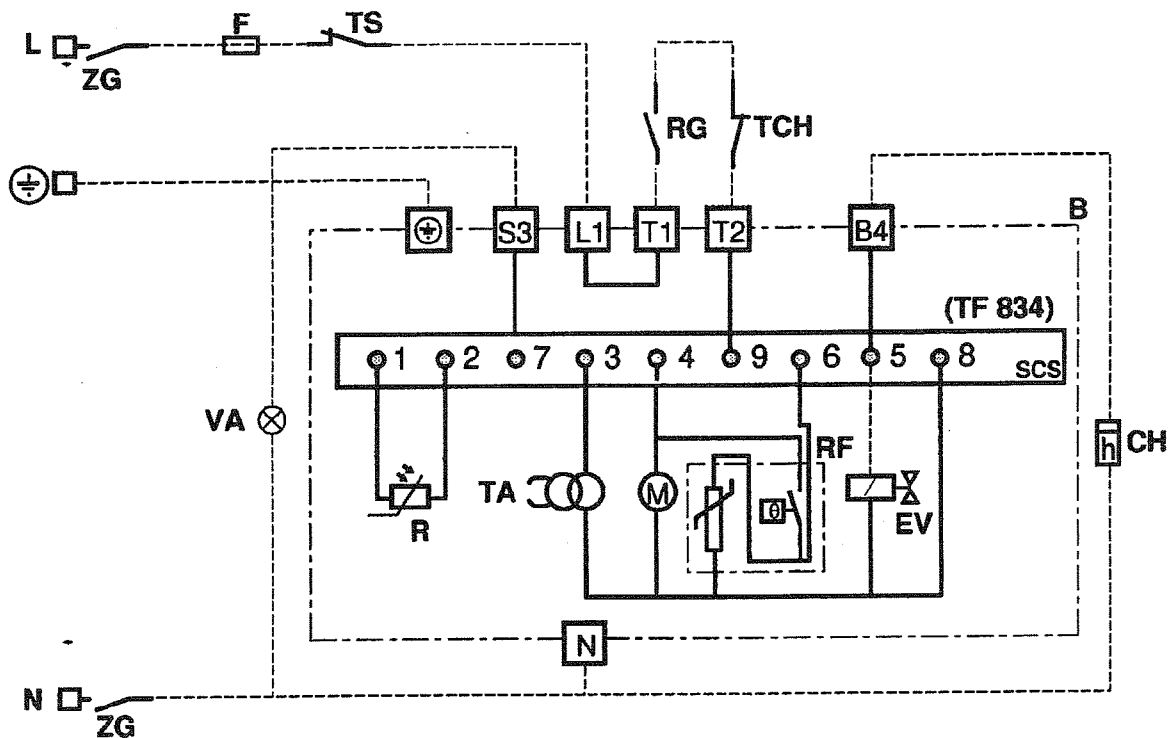 L
ZG
F
TS
RG
TCH
B
S3
L1
T1
T2
B4
(TF 834)
1
2
7
3
4
9
6
5
8
SCS
VA
TA
M
RF
θ
EV
R
h
CH
N
N
ZG